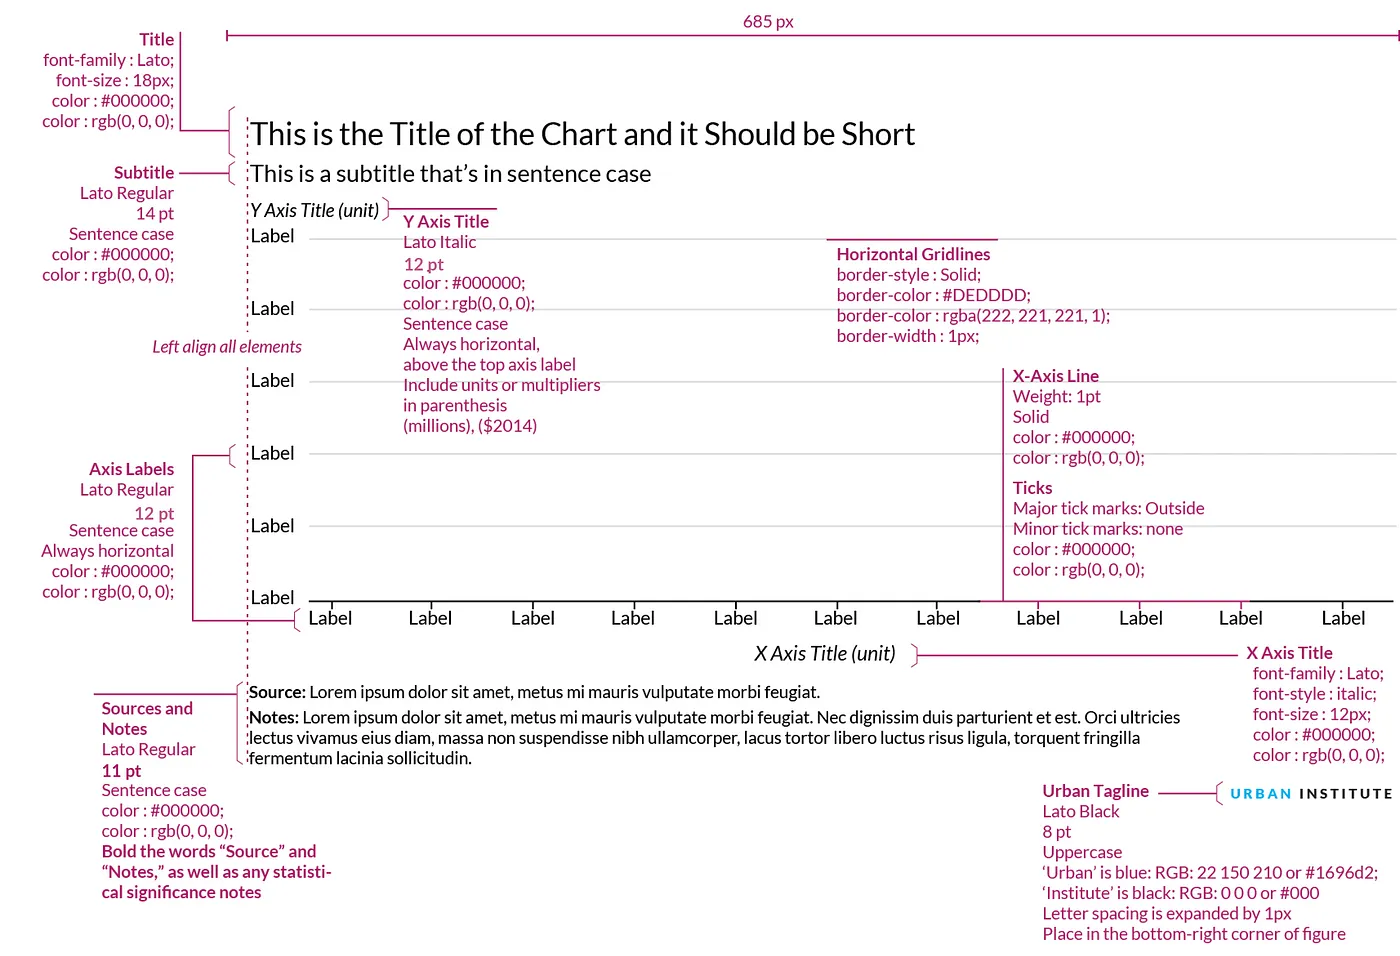 685 px
Title
font-family : Lato;
font-size : 18px;
color : #000000;
color : rgb(0, 0, 0);
This is the Title of the Chart and it Should be Short
Subtitle
Lato Regular
14 pt
Sentence case
color : #000000;
color : rgb(0, 0, 0);
This is a subtitle that’s in sentence case
Y Axis Title (unit)
Y Axis Title
Lato Italic
12 pt
color : #000000;
color : rgb(0, 0, 0);
Sentence case
Always horizontal,
above the top axis label
Include units or multipliers
in parenthesis
(millions), ($2014)
Label
Label
Label
Label
Label
Label
Horizontal Gridlines
border-style : Solid;
border-color : #DEDDDD;
border-color : rgba(222, 221, 221, 1);
border-width : 1px;
Left align all elements
X-Axis Line
Weight: 1pt
Solid
color : #000000;
color : rgb(0, 0, 0);
Ticks
Major tick marks: Outside
Minor tick marks: none
color : #000000;
color : rgb(0, 0, 0);
Axis Labels
Lato Regular
12 pt
Sentence case
Always horizontal
color : #000000;
color : rgb(0, 0, 0);
Label Label Label Label Label Label Label Label Label Label Label
X Axis Title (unit)
X Axis Title
font-family : Lato;
font-style : italic;
font-size : 12px;
color : #000000;
color : rgb(0, 0, 0);
Source: Lorem ipsum dolor sit amet, metus mi mauris vulputate morbi feugiat.
Notes: Lorem ipsum dolor sit amet, metus mi mauris vulputate morbi feugiat. Nec dignissim duis parturient et est. Orci ultricies
lectus vivamus eius diam, massa non suspendisse nibh ullamcorper, lacus tortor libero luctus risus ligula, torquent fringilla
fermentum lacinia sollicitudin.
Sources and
Notes
Lato Regular
11 pt
Sentence case
color : #000000;
color : rgb(0, 0, 0);
Bold the words “Source” and
“Notes,” as well as any statisti-
cal significance notes
Urban Tagline
Lato Black
8 pt
Uppercase
‘Urban’ is blue: RGB: 22 150 210 or #1696d2;
‘Institute’ is black: RGB: 0 0 0 or #000
Letter spacing is expanded by 1px
Place in the bottom-right corner of figure
URBAN INSTITUTE